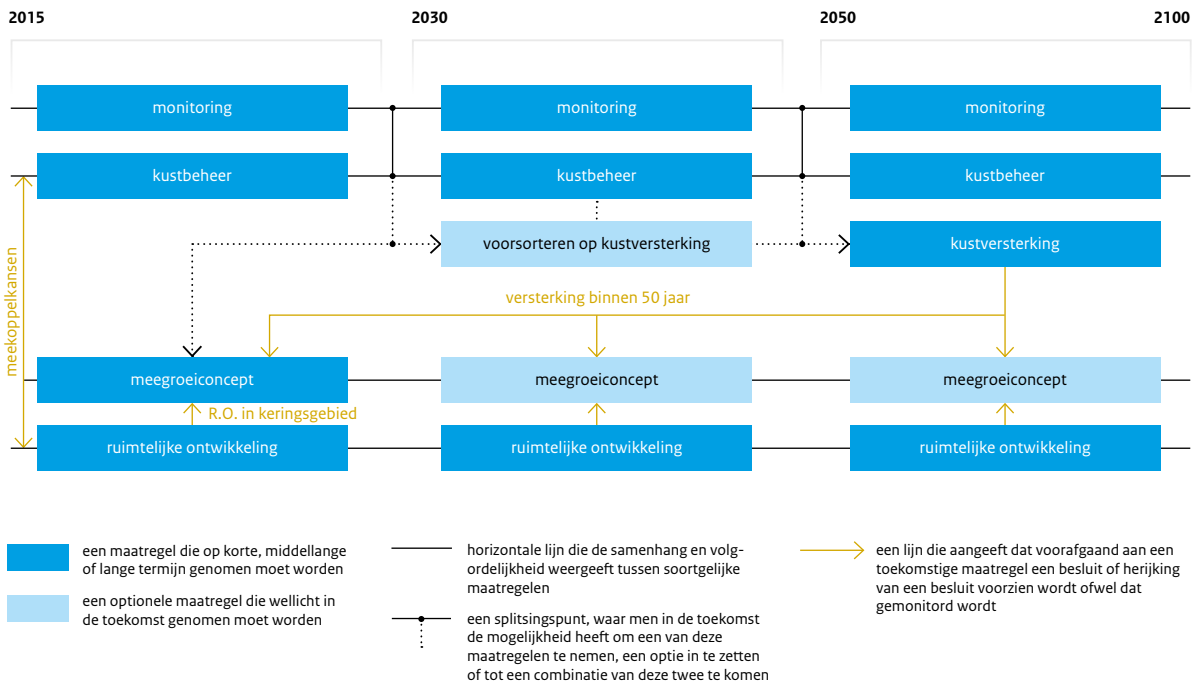 2015 2030 2050 2100
monitoring monitoring monitoring
kustbeheer kustbeheer kustbeheer
voorsorteren op kustversterking kustversterking
meekoppelkansen
versterking binnen 50 jaar
meegroeiconcept meegroeiconcept meegroeiconcept
R.O. in keringsgebied
ruimtelijke ontwikkeling ruimtelijke ontwikkeling ruimtelijke ontwikkeling
een maatregel die op korte, middellange
of lange termijn genomen moet worden
een optionele maatregel die wellicht in
de toekomst genomen moet worden
horizontale lijn die de samenhang en volg-
ordelijkheid weergeeft tussen soortgelijke
maatregelen
een splitsingspunt, waar men in de toekomst
de mogelijkheid heeft om een van deze
maatregelen te nemen, een optie in te zetten
of tot een combinatie van deze twee te komen
een lijn die aangeeft dat voorafgaand aan een
toekomstige maatregel een besluit of herijking
van een besluit voorzien wordt ofwel dat
gemonitord wordt